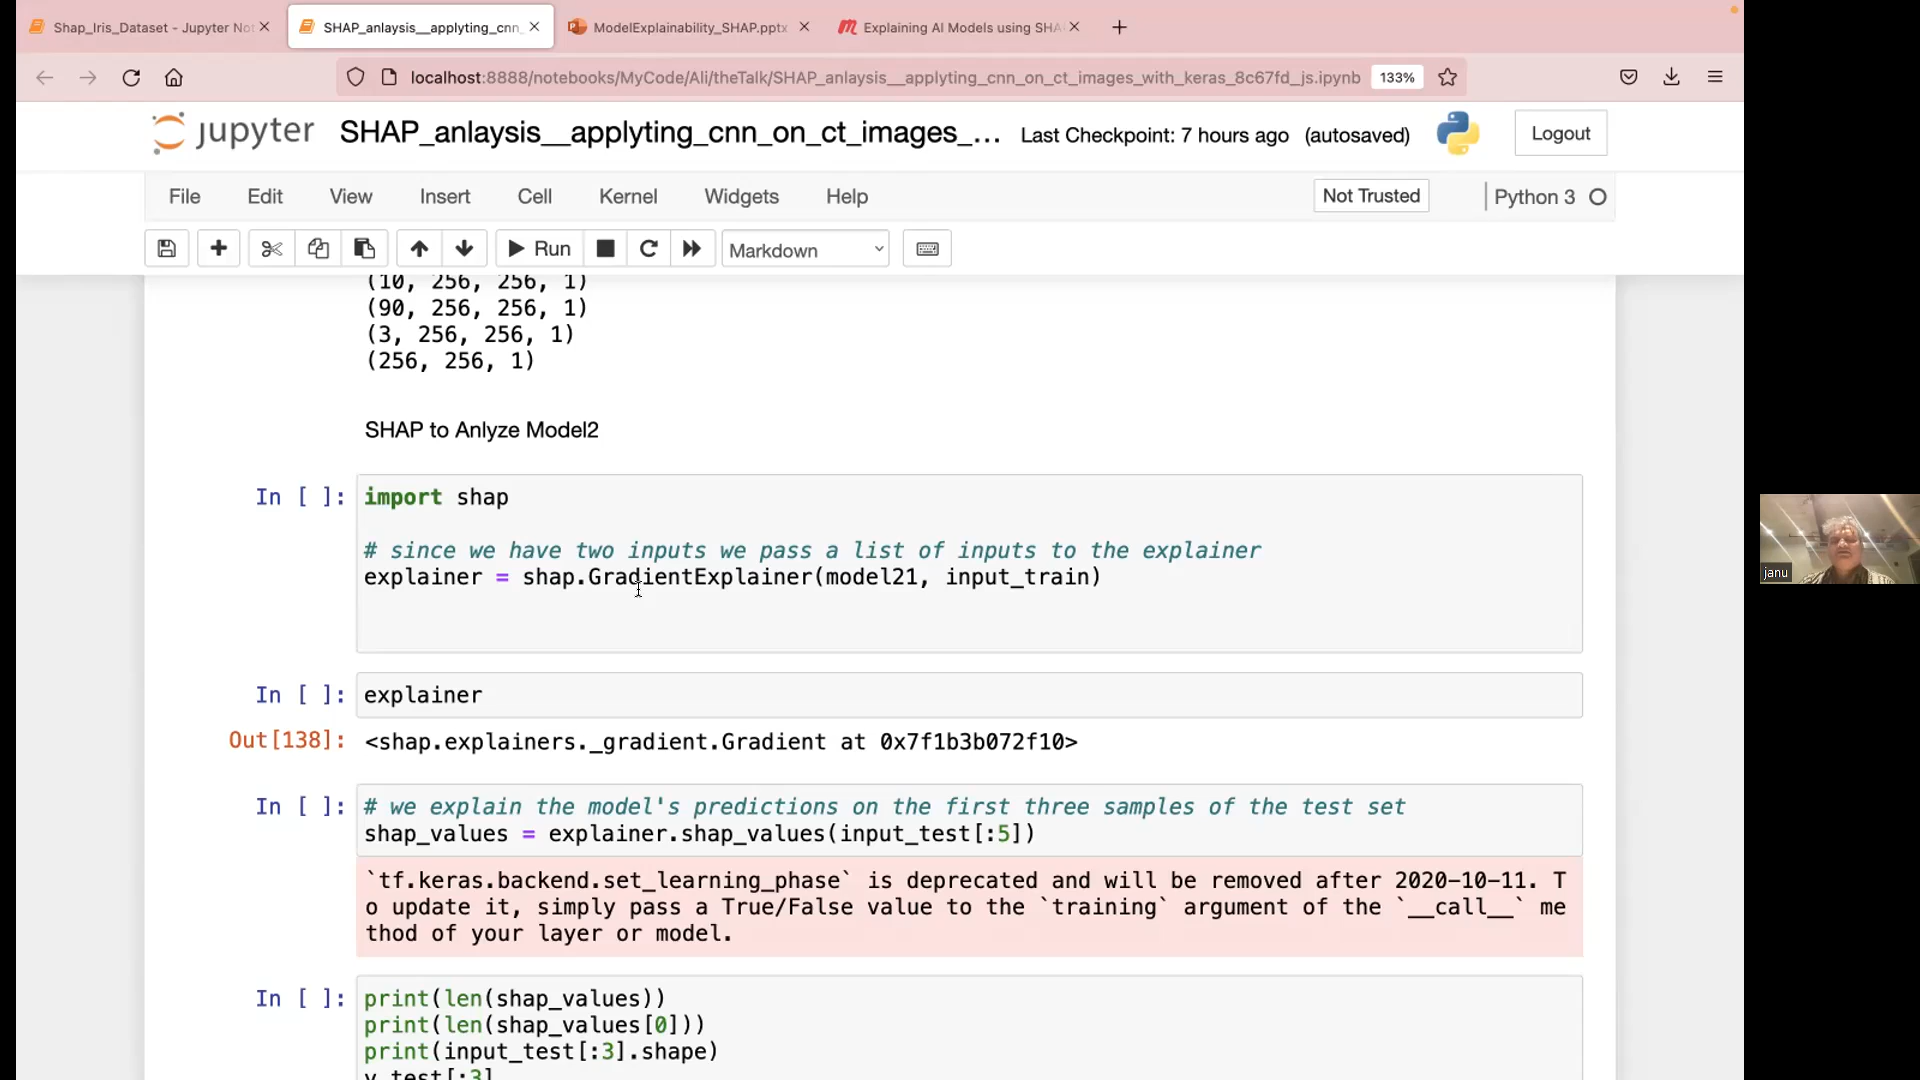 Shap_Iris_Dataset - Jupyter Not
SHAP_anlaysis__applyting_cnn_
ModelExplainability_SHAP.pptx
Explaining AI Models using SHA
localhost:8888/notebooks/MyCode/Ali/theTalk/SHAP_anlaysis__applyting_cnn_on_ct_images_with_keras_8c67fd_js.ipynb
133%
jupyter
SHAP_anlaysis__applyting_cnn_on_ct_images_...
Last Checkpoint: 7 hours ago (autosaved)
Logout
File Edit View Insert Cell Kernel Widgets Help
Not Trusted
Python 3
Run
Markdown
(10, 256, 256, 1)
(90, 256, 256, 1)
(3, 256, 256, 1)
(256, 256, 1)
SHAP to Anlyze Model2
In [ ]: import shap
# since we have two inputs we pass a list of inputs to the explainer
explainer = shap.GradientExplainer(model21, input_train)
In [ ]: explainer
Out[138]: <shap.explainers._gradient.Gradient at 0x7f1b3b072f10>
In [ ]: # we explain the model's predictions on the first three samples of the test set
shap_values = explainer.shap_values(input_test[:5])
`tf.keras.backend.set_learning_phase` is deprecated and will be removed after 2020-10-11. T
o update it, simply pass a True/False value to the `training` argument of the `__call__` me
thod of your layer or model.
In [ ]: print(len(shap_values))
print(len(shap_values[0]))
print(input_test[:3].shape)
y_test[:3]
janu